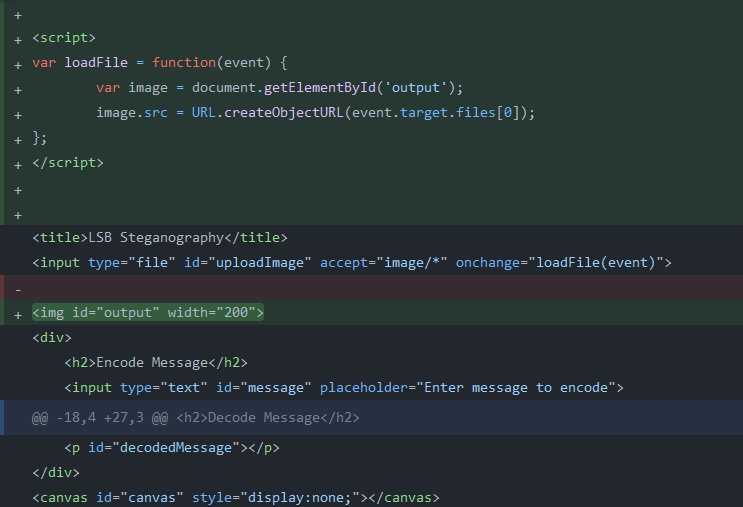 +
+ <script>
+ var loadFile = function(event) {
+         var image = document.getElementById('output');
+         image.src = URL.createObjectURL(event.target.files[0]);
+ };
+ </script>
+
+
<title>LSB Steganography</title>
<input type="file" id="uploadImage" accept="image/*" onchange="loadFile(event)">
-
+ <img id="output" width="200">
<div>
    <h2>Encode Message</h2>
    <input type="text" id="message" placeholder="Enter message to encode">
@@ -18,4 +27,3 @@ <h2>Decode Message</h2>
    <p id="decodedMessage"></p>
</div>
<canvas id="canvas" style="display:none;"></canvas>